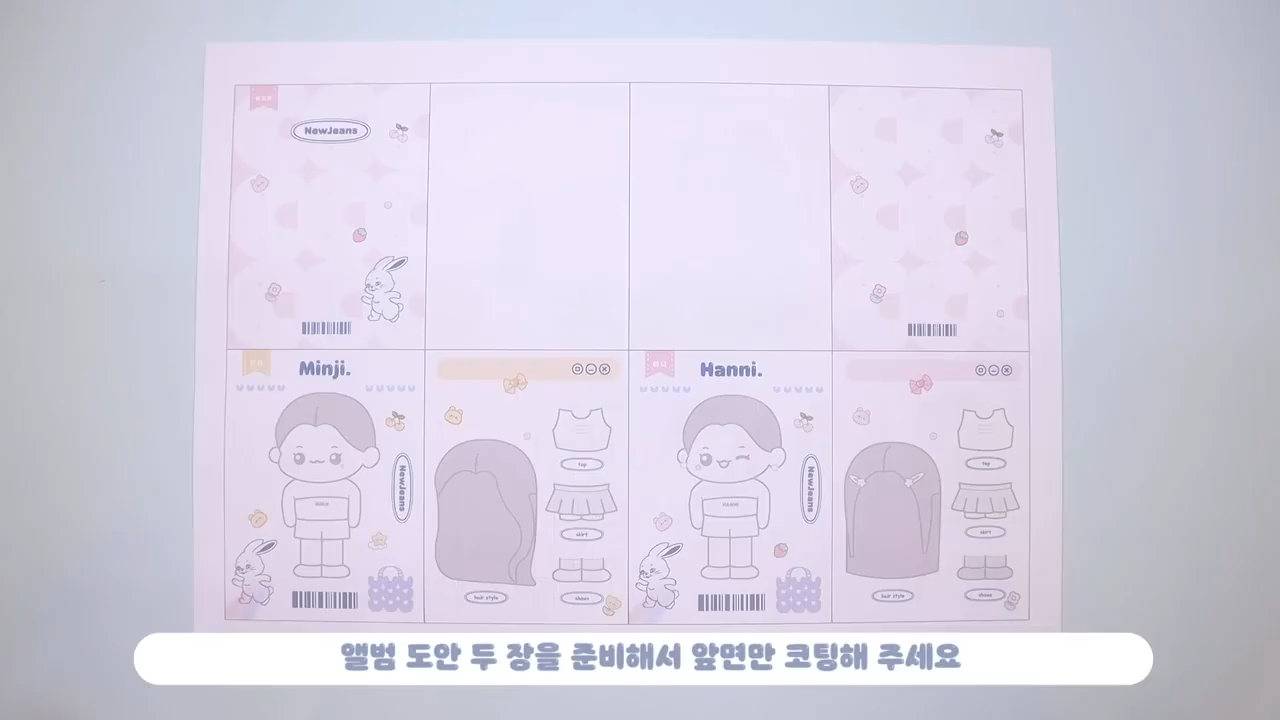 NewJeans
Minji.
Hanni.
NewJeans
NewJeans
top
top
skirt
skirt
hair style
shoes
hair style
shoes
앨범 도안 두 장을 준비해서 앞면만 코팅해 주세요